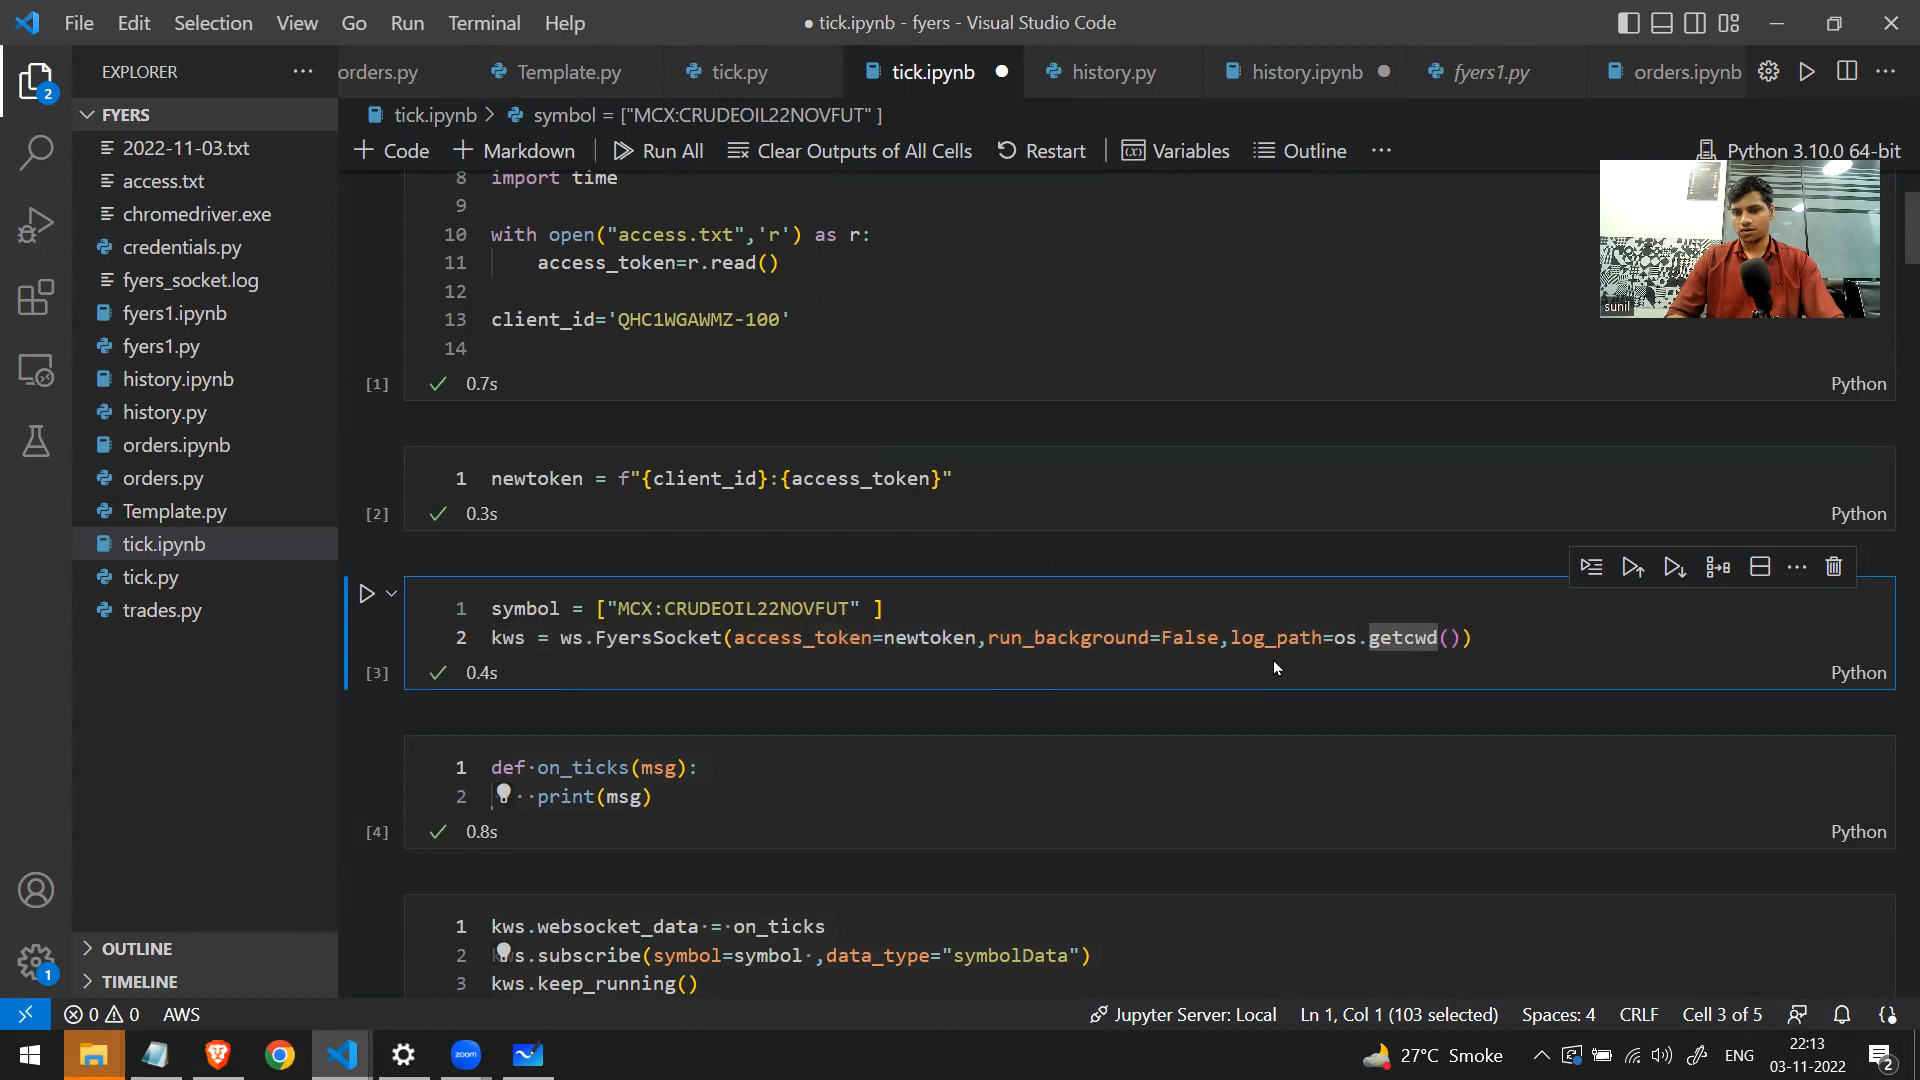 File Edit Selection View Go Run Terminal Help
● tick.ipynb - fyers - Visual Studio Code
EXPLORER
orders.py Template.py tick.py tick.ipynb history.py history.ipynb fyers1.py orders.ipynb
FYERS
tick.ipynb > symbol = ["MCX:CRUDEOIL22NOVFUT" ]
+ Code + Markdown Run All Clear Outputs of All Cells Restart Variables Outline ... Python 3.10.0 64-bit
2022-11-03.txt
access.txt
chromedriver.exe
credentials.py
fyers_socket.log
fyers1.ipynb
fyers1.py
history.ipynb
history.py
orders.ipynb
orders.py
Template.py
tick.ipynb
tick.py
trades.py
OUTLINE
TIMELINE
2
1
8 import time
9
10 with open("access.txt",'r') as r:
11 access_token=r.read()
12
13 client_id='QHC1WGAWMZ-100'
14
[1] 0.7s Python
sunil
1 newtoken = f"{client_id}:{access_token}"
[2] 0.3s Python
1 symbol = ["MCX:CRUDEOIL22NOVFUT" ]
2 kws = ws.FyersSocket(access_token=newtoken,run_background=False,log_path=os.getcwd())
[3] 0.4s Python
1 def on_ticks(msg):
2 print(msg)
[4] 0.8s Python
1 kws.websocket_data = on_ticks
2 kws.subscribe(symbol=symbol ,data_type="symbolData")
3 kws.keep_running()
0 0 AWS Jupyter Server: Local Ln 1, Col 1 (103 selected) Spaces: 4 CRLF Cell 3 of 5
zoom
27°C Smoke ENG 22:13
03-11-2022
2